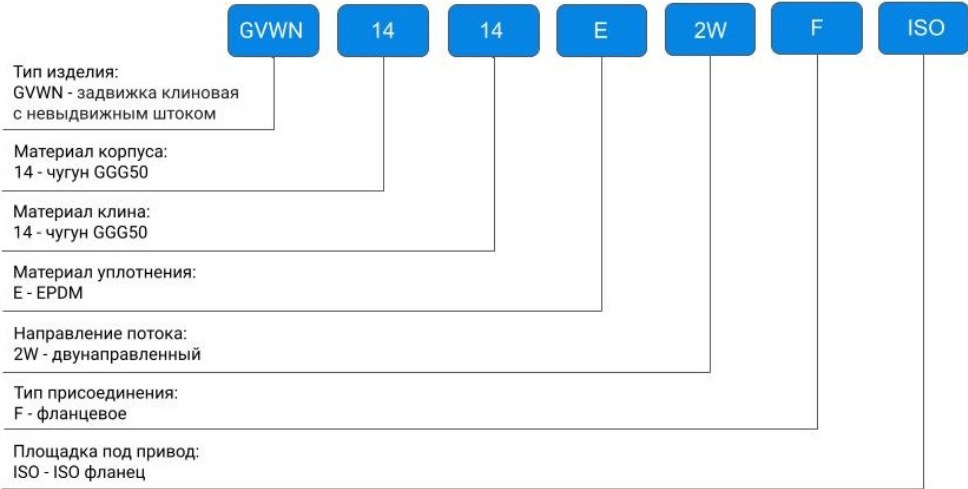 GVWN 14 14 E 2W F ISO
Тип изделия:
GVWN - задвижка клиновая
с невыдвижным штоком
Материал корпуса:
14 - чугун GGG50
Материал клина:
14 - чугун GGG50
Материал уплотнения:
E - EPDM
Направление потока:
2W - двунаправленный
Тип присоединения:
F - фланцевое
Площадка под привод:
ISO - ISO фланец